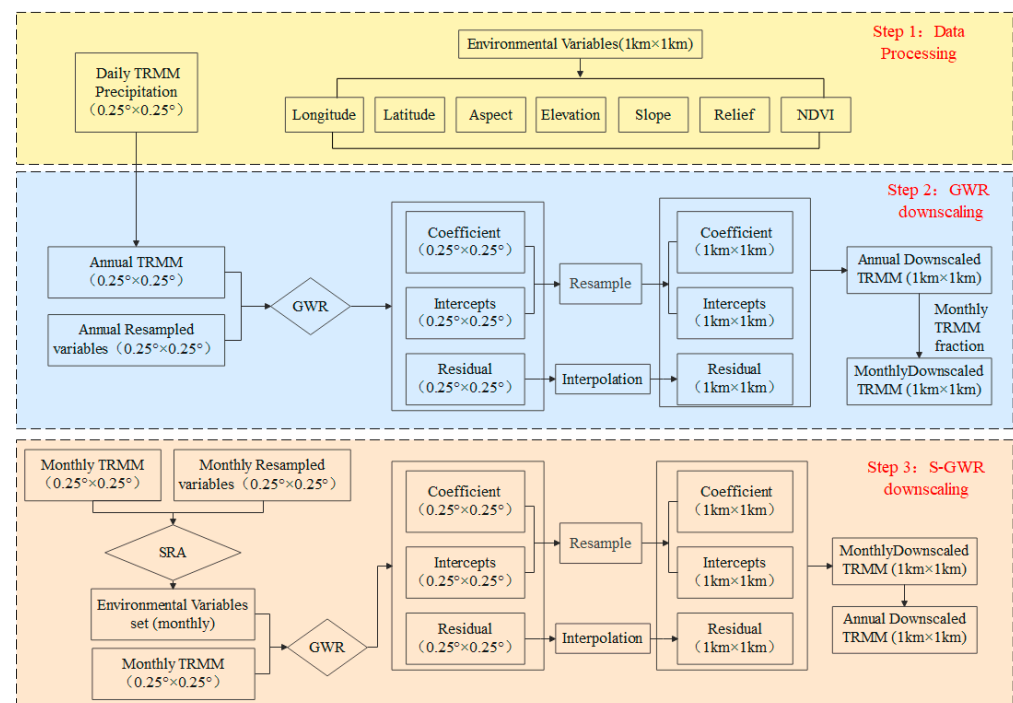 Step 1：Data
Processing
Environmental Variables(1km×1km)
Daily TRMM
Precipitation
（0.25°×0.25°）
Longitude
Latitude
Aspect
Elevation
Slope
Relief
NDVI
Step 2：GWR
downscaling
Annual TRMM
（0.25°×0.25°）
Annual Resampled
variables（0.25°×0.25°）
GWR
Coefficient
（0.25°×0.25°）
Intercepts
（0.25°×0.25°）
Residual
（0.25°×0.25°）
Resample
Interpolation
Coefficient
（1km×1km）
Intercepts
（1km×1km）
Residual
（1km×1km）
Annual Downscaled
TRMM (1km×1km)
Monthly
TRMM
fraction
MonthlyDownscaled
TRMM (1km×1km)
Step 3：S-GWR
downscaling
Monthly TRMM
（0.25°×0.25°）
Monthly Resampled
variables（0.25°×0.25°）
SRA
Environmental Variables
set (monthly)
Monthly TRMM
（0.25°×0.25°）
GWR
Coefficient
（0.25°×0.25°）
Intercepts
（0.25°×0.25°）
Residual
（0.25°×0.25°）
Resample
Interpolation
Coefficient
（1km×1km）
Intercepts
（1km×1km）
Residual
（1km×1km）
MonthlyDownscaled
TRMM (1km×1km)
Annual Downscaled
TRMM (1km×1km)